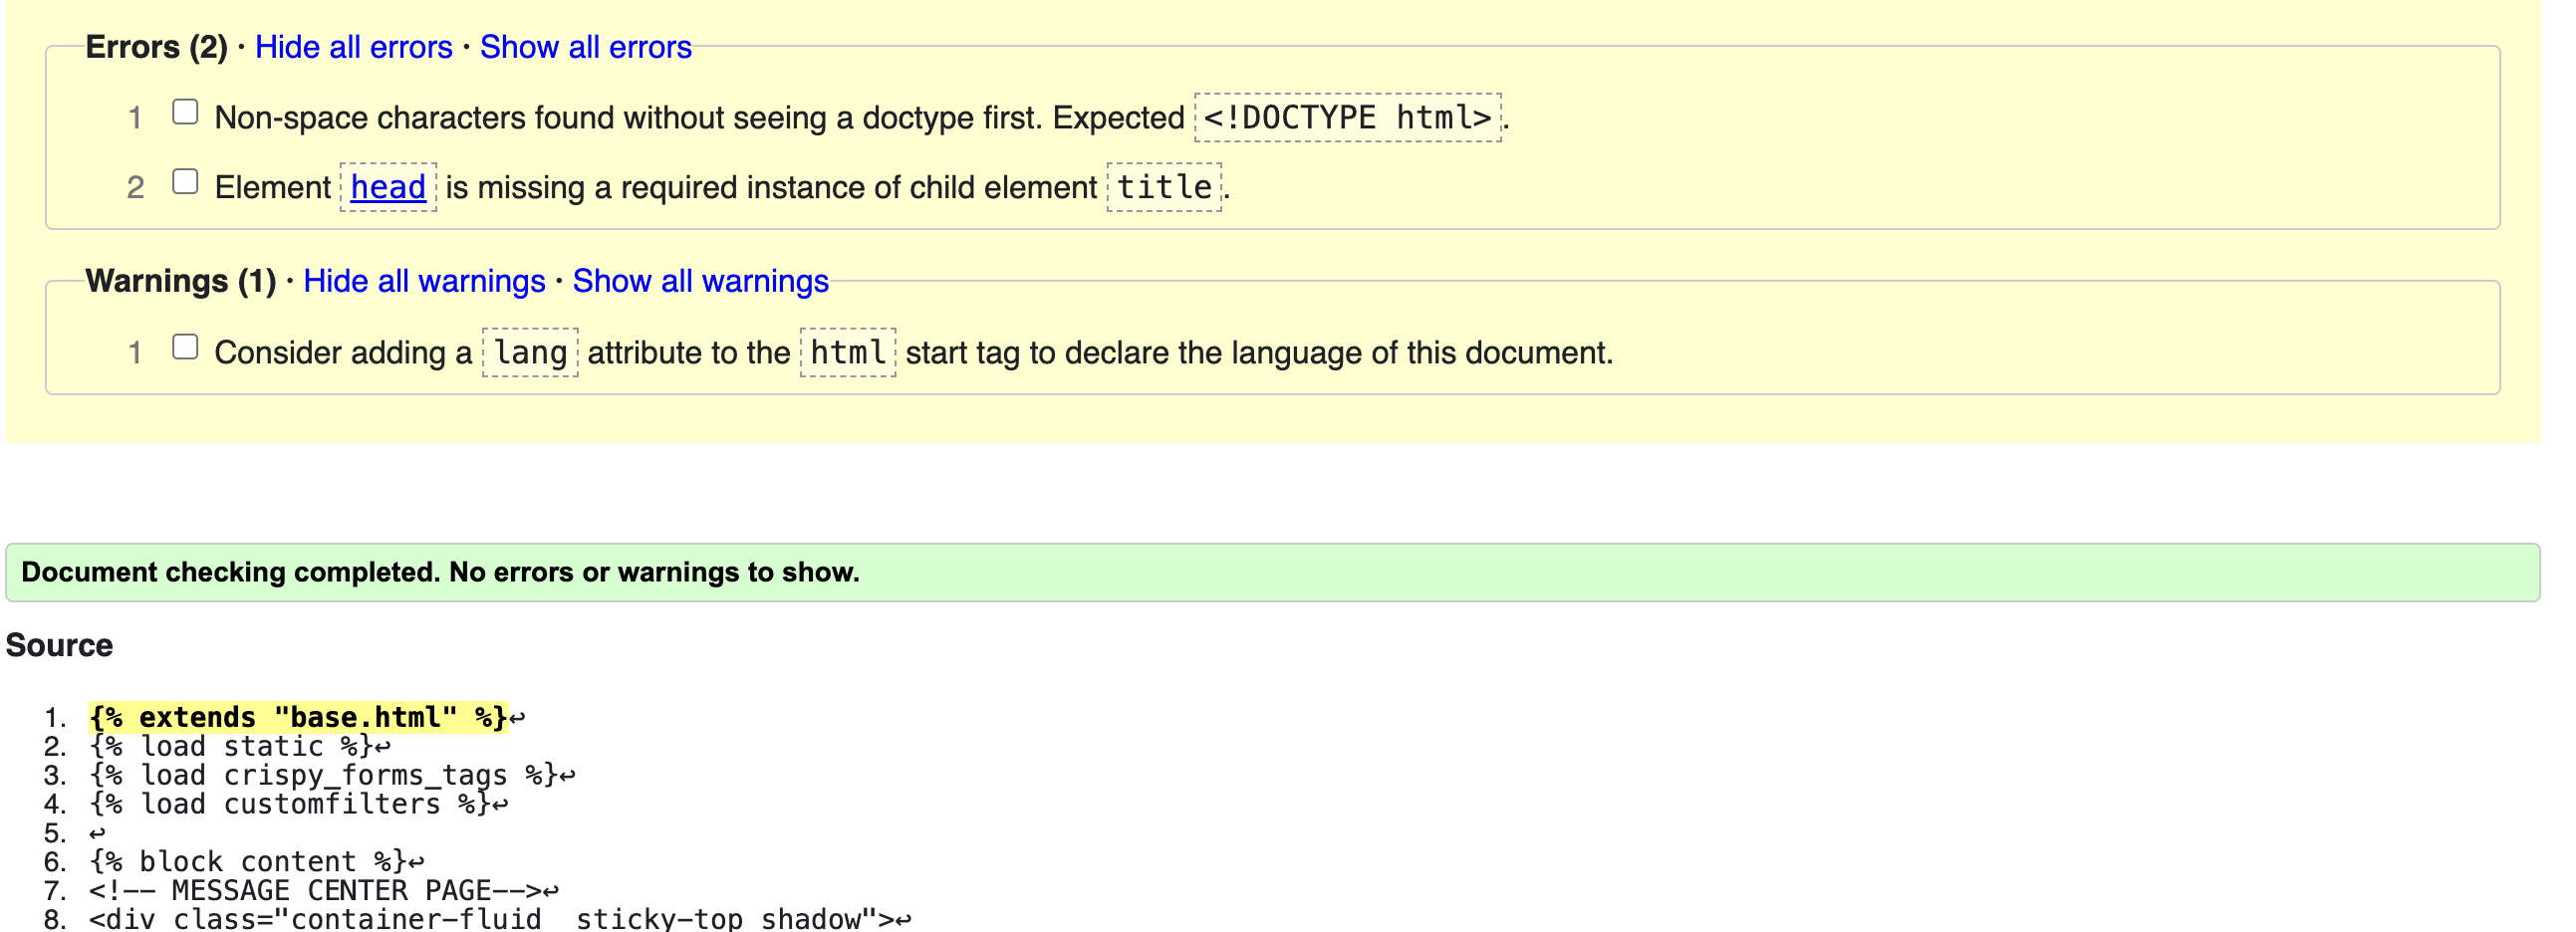 Errors (2) · Hide all errors · Show all errors
1 Non-space characters found without seeing a doctype first. Expected <!DOCTYPE html>.
2 Element head is missing a required instance of child element title.
Warnings (1) · Hide all warnings · Show all warnings
1 Consider adding a lang attribute to the html start tag to declare the language of this document.
Document checking completed. No errors or warnings to show.
Source
1. {% extends "base.html" %}↩
2. {% load static %}↩
3. {% load crispy_forms_tags %}↩
4. {% load customfilters %}↩
5. ↩
6. {% block content %}↩
7. <!-- MESSAGE CENTER PAGE-->↩
8. <div class="container-fluid  sticky-top shadow">↩